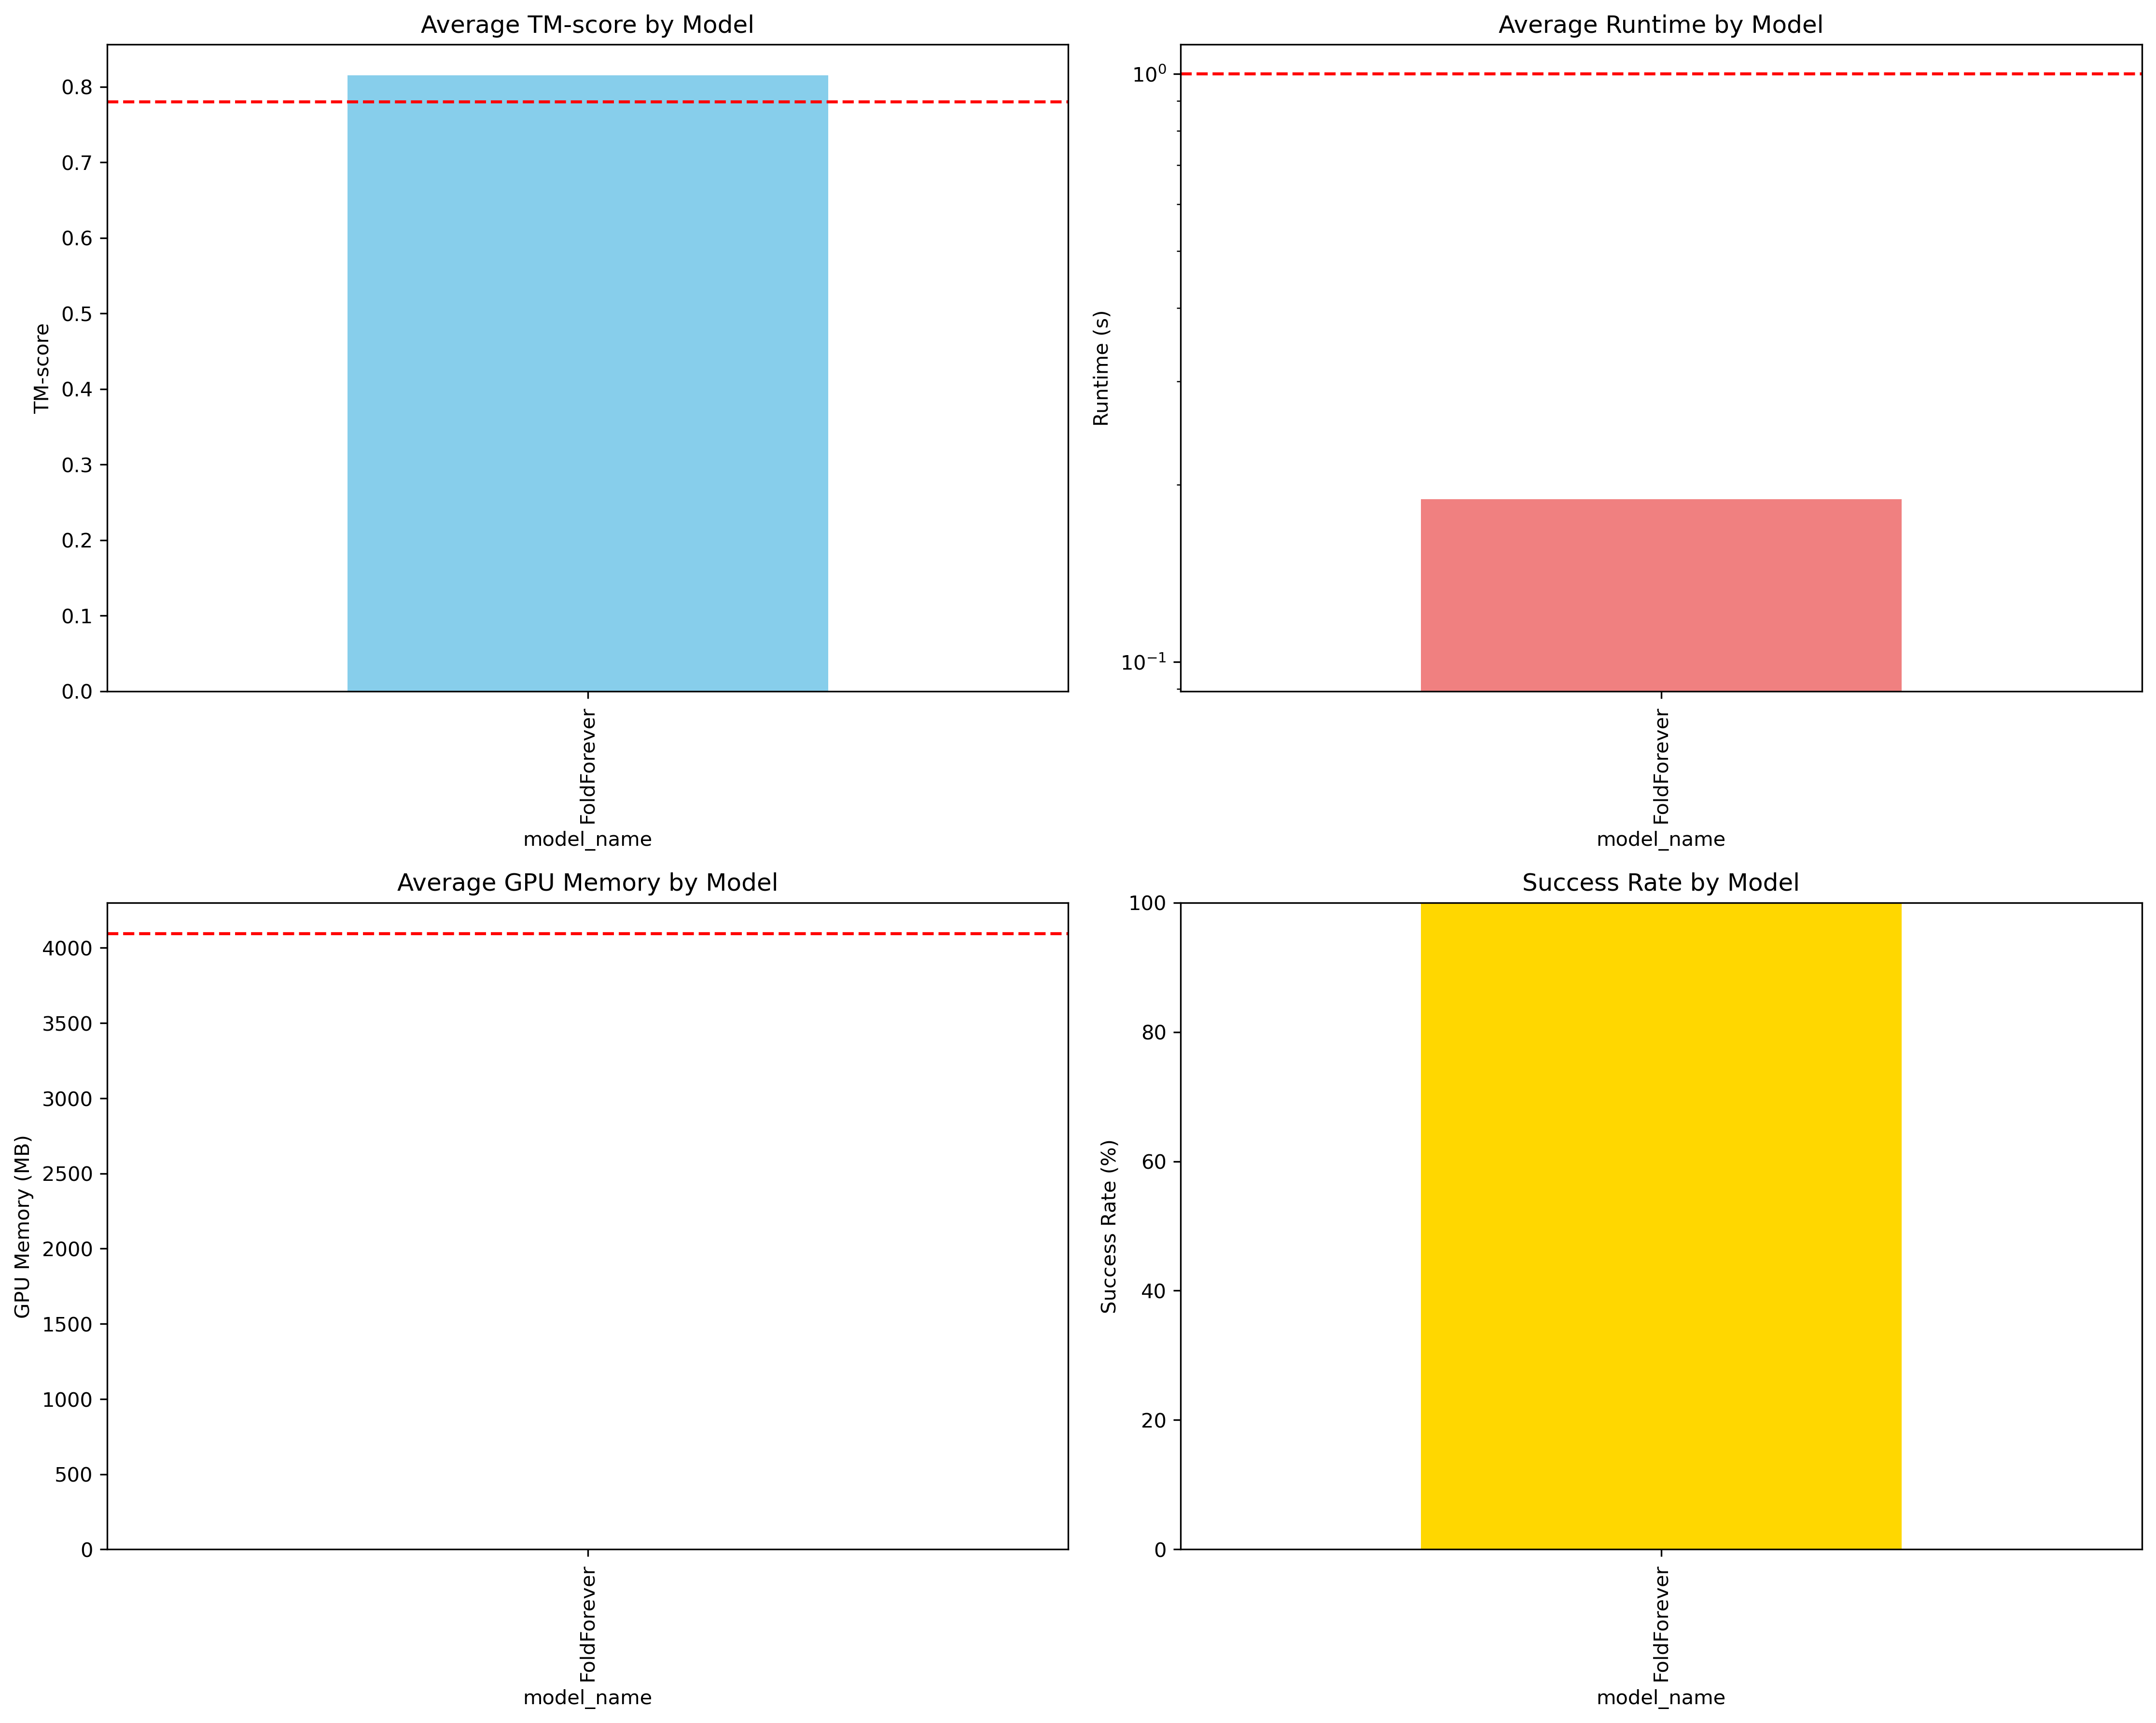 Average TM-score by Model
TM-score
0.8
0.7
0.6
0.5
0.4
0.3
0.2
0.1
0.0
FoldForever
model_name
Average Runtime by Model
Runtime (s)
10⁰
10⁻¹
FoldForever
model_name
Average GPU Memory by Model
GPU Memory (MB)
4000
3500
3000
2500
2000
1500
1000
500
0
FoldForever
model_name
Success Rate by Model
Success Rate (%)
100
80
60
40
20
0
FoldForever
model_name